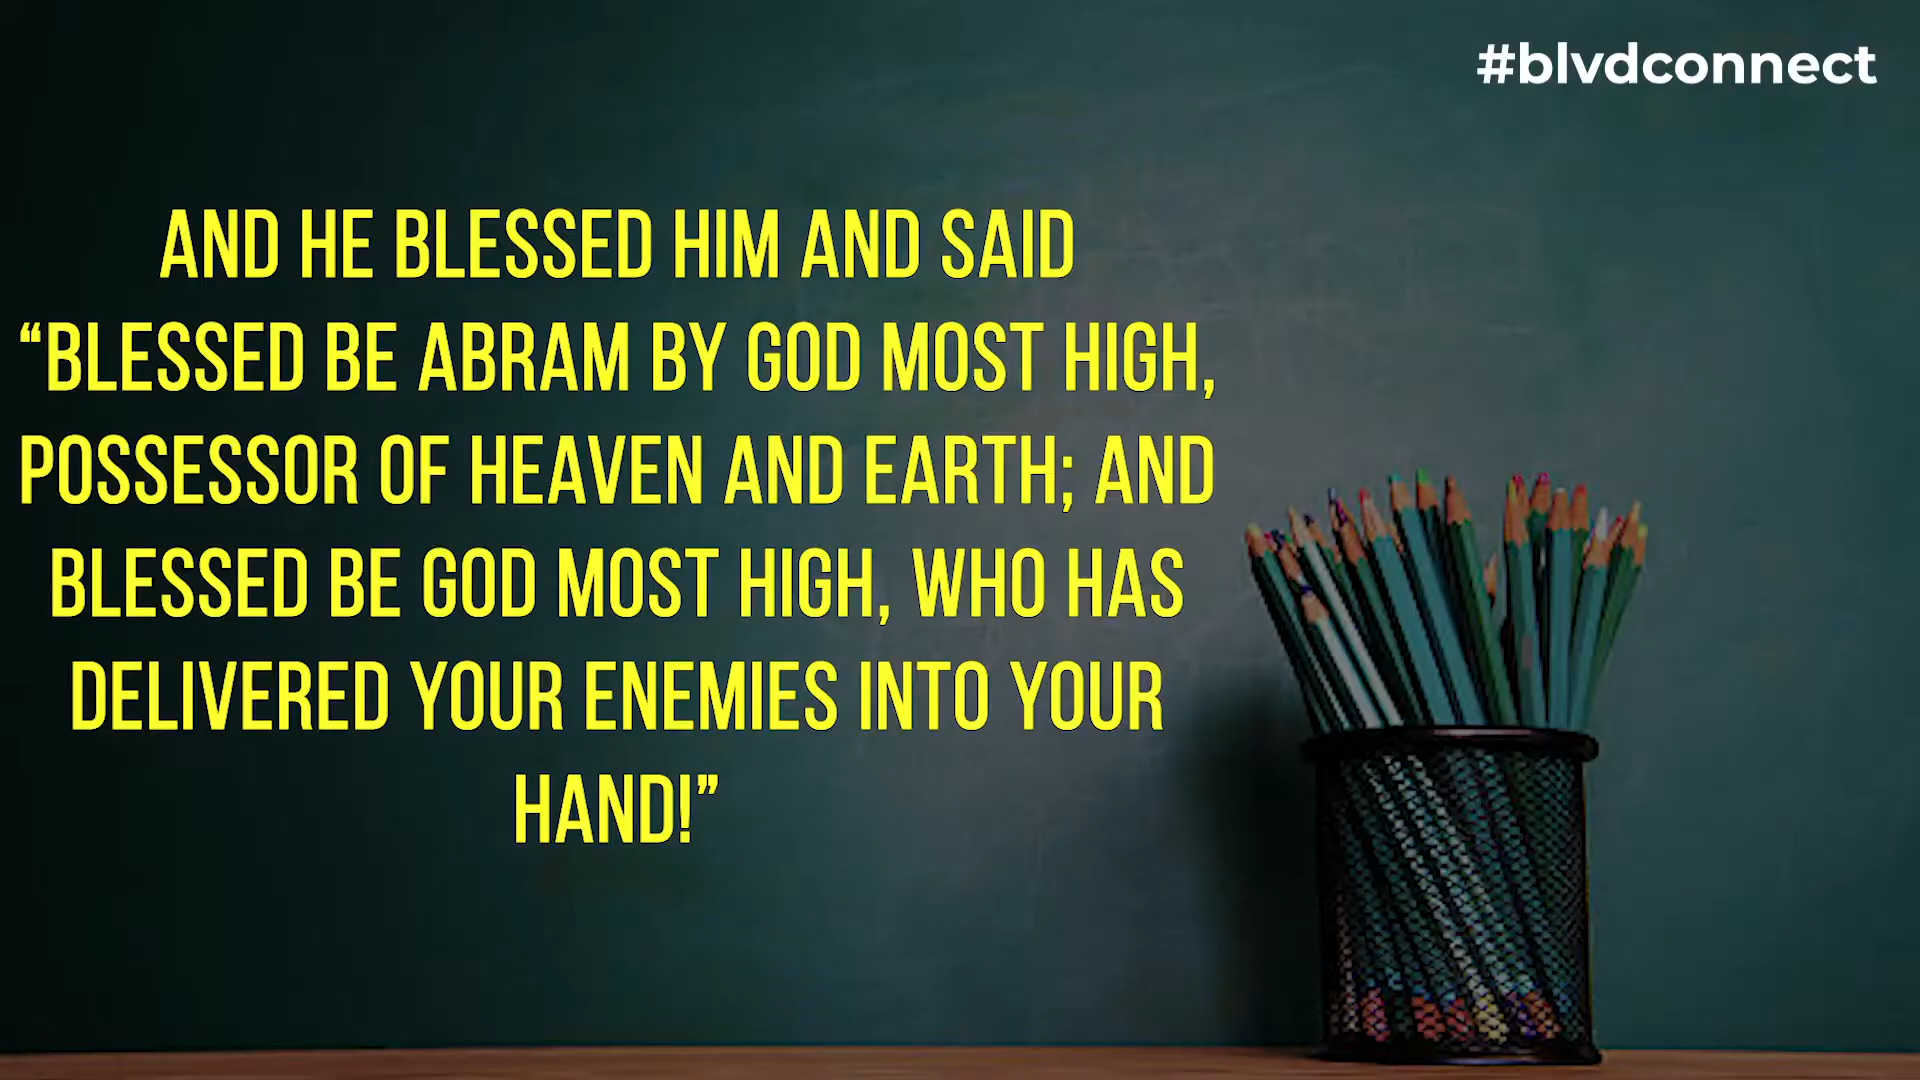 #blvdconnect
AND HE BLESSED HIM AND SAID
“BLESSED BE ABRAM BY GOD MOST HIGH,
POSSESSOR OF HEAVEN AND EARTH; AND
BLESSED BE GOD MOST HIGH, WHO HAS
DELIVERED YOUR ENEMIES INTO YOUR
HAND!”